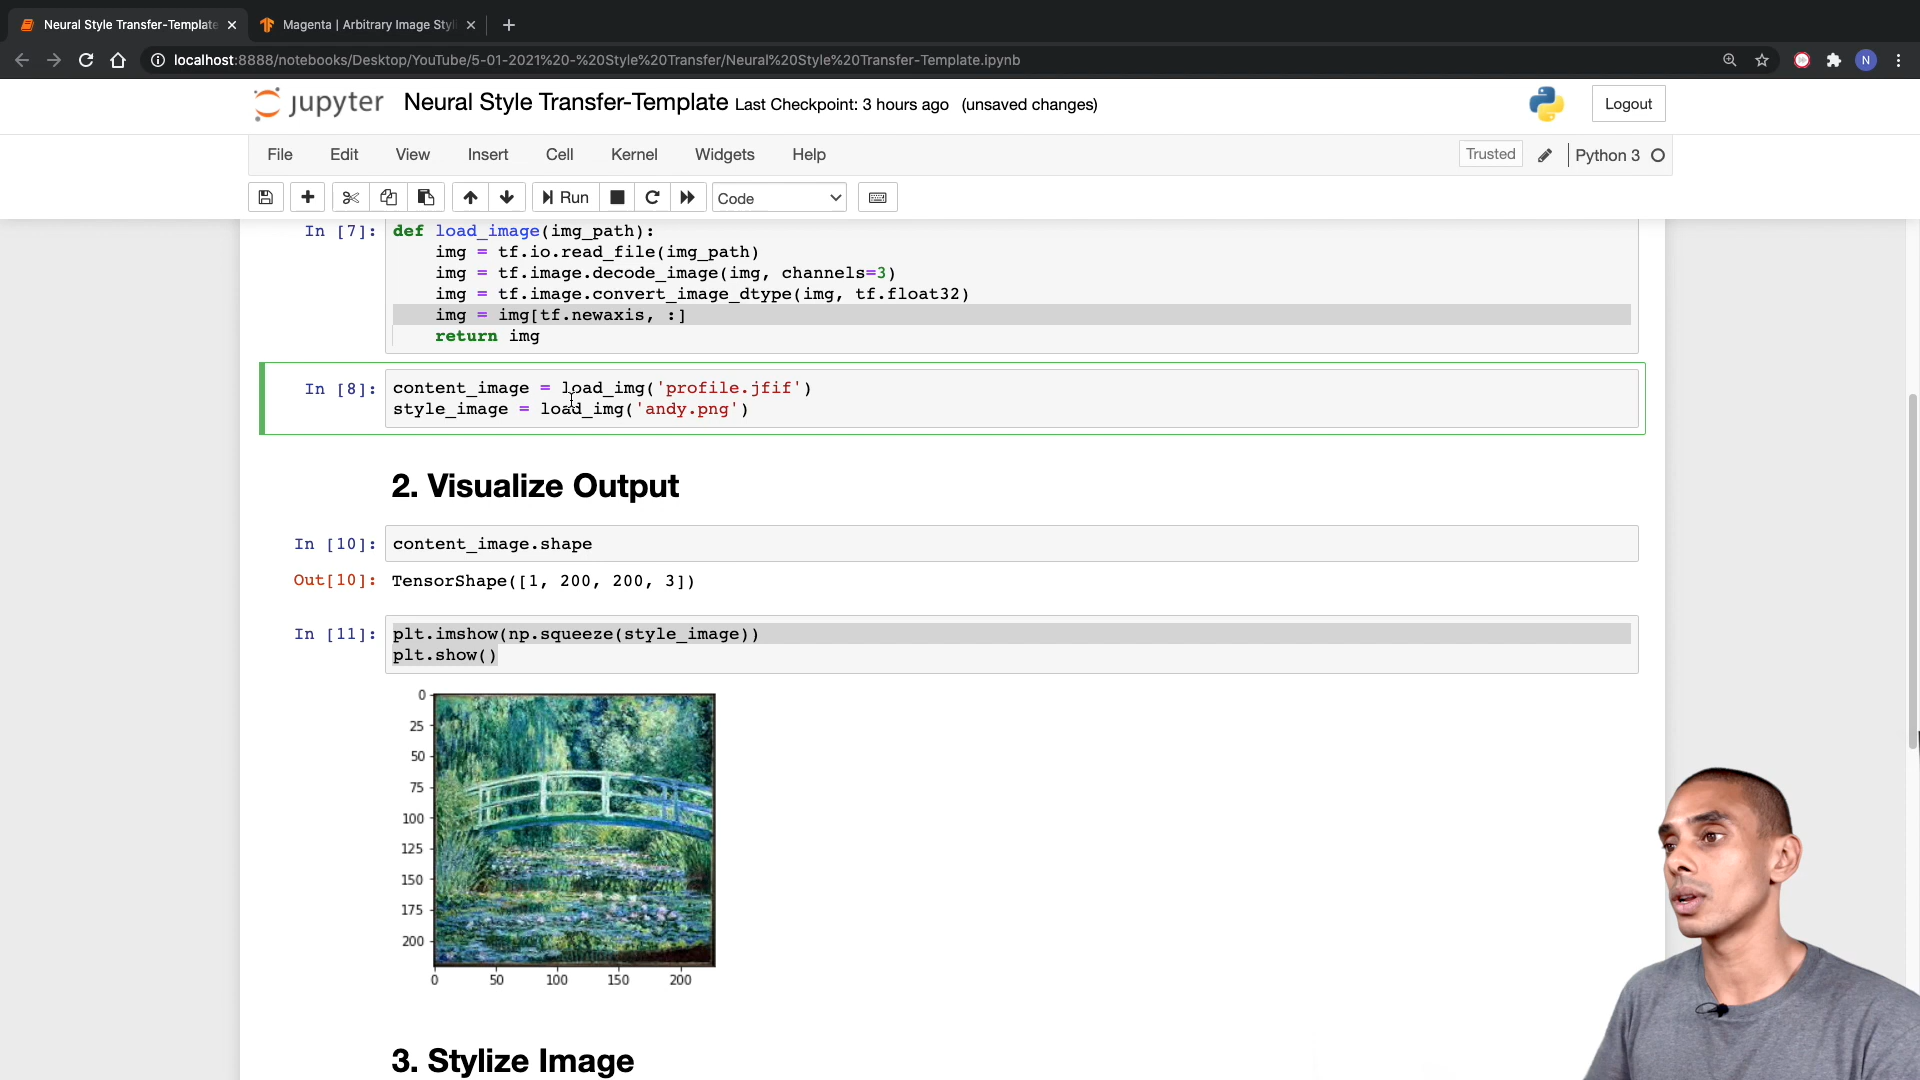 Neural Style Transfer-Template
Magenta | Arbitrary Image Styli
localhost:8888/notebooks/Desktop/YouTube/5-01-2021%20-%20Style%20Transfer/Neural%20Style%20Transfer-Template.ipynb
N
jupyter Neural Style Transfer-Template Last Checkpoint: 3 hours ago (unsaved changes)
Logout
File Edit View Insert Cell Kernel Widgets Help
Trusted Python 3
Run Code
In [7]: def load_image(img_path):
img = tf.io.read_file(img_path)
img = tf.image.decode_image(img, channels=3)
img = tf.image.convert_image_dtype(img, tf.float32)
img = img[tf.newaxis, :]
return img
In [8]: content_image = load_img('profile.jfif')
style_image = load_img('andy.png')
2. Visualize Output
In [10]: content_image.shape
Out[10]: TensorShape([1, 200, 200, 3])
In [11]: plt.imshow(np.squeeze(style_image))
plt.show()
0
25
50
75
100
125
150
175
200
0 50 100 150 200
3. Stylize Image